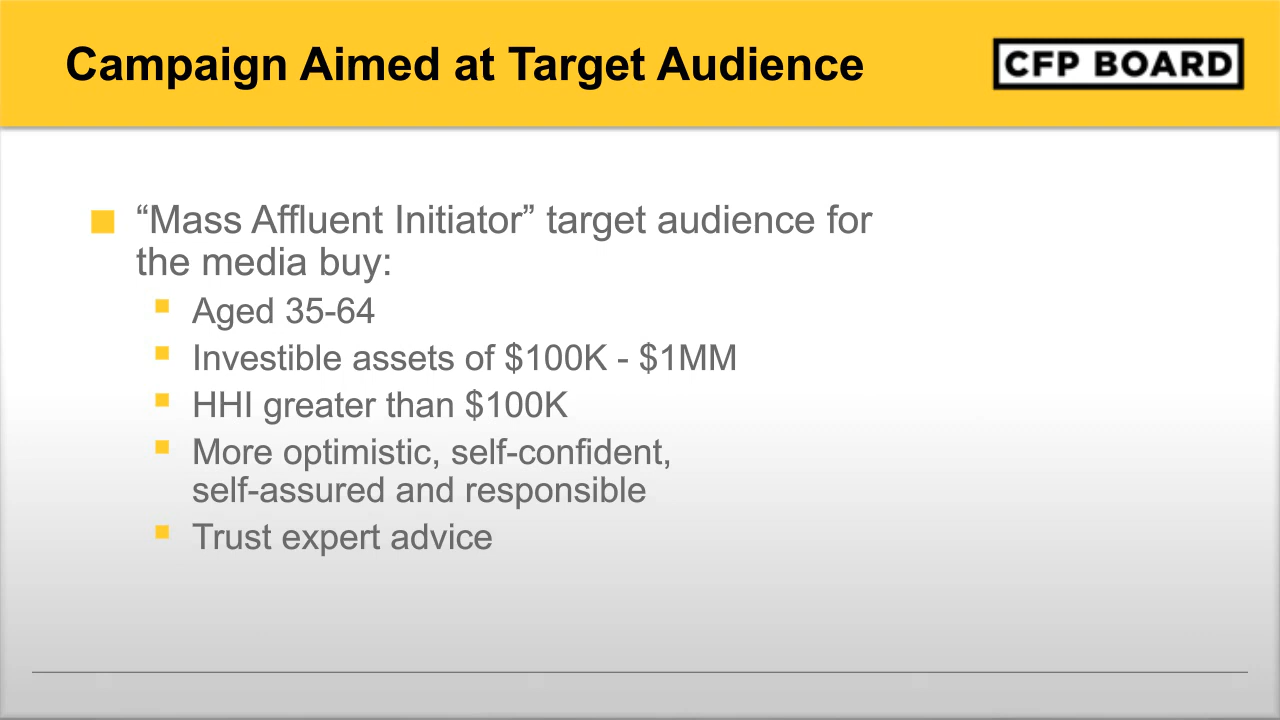 Campaign Aimed at Target Audience
CFP BOARD
“Mass Affluent Initiator” target audience for
the media buy:
Aged 35-64
Investible assets of $100K - $1MM
HHI greater than $100K
More optimistic, self-confident,
self-assured and responsible
Trust expert advice